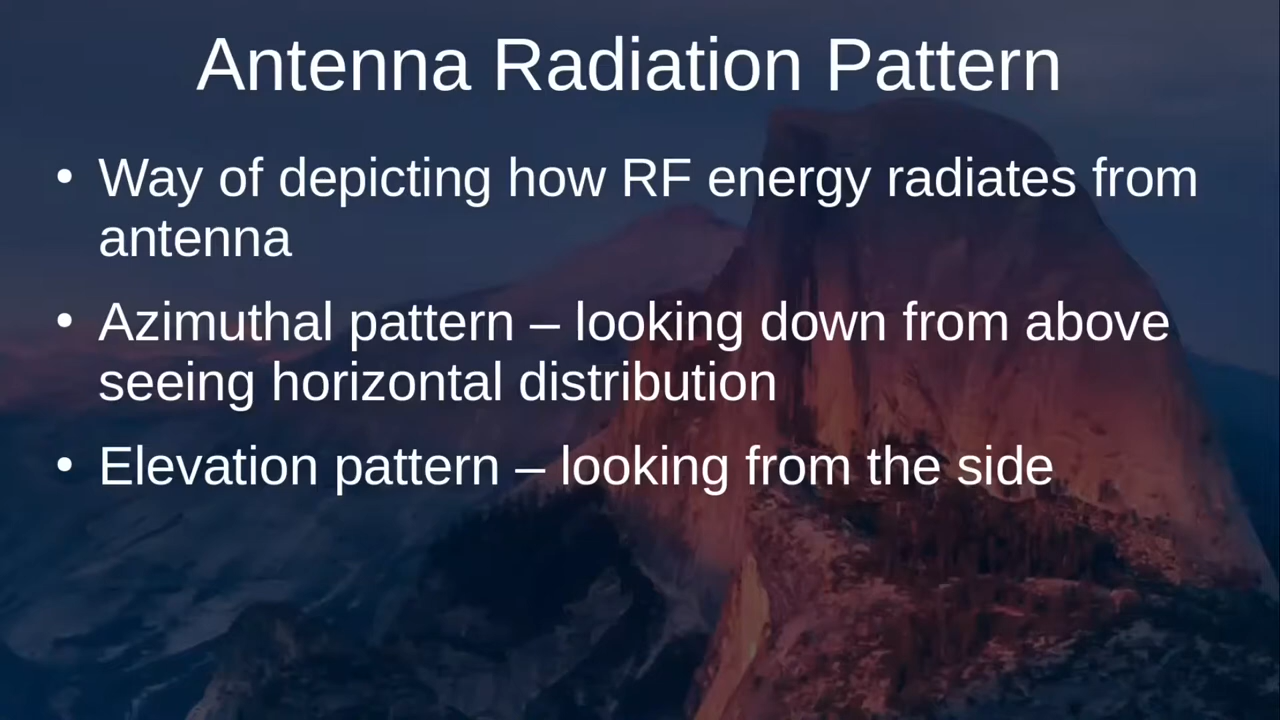 Antenna Radiation Pattern
• Way of depicting how RF energy radiates from
antenna
• Azimuthal pattern – looking down from above
seeing horizontal distribution
• Elevation pattern – looking from the side